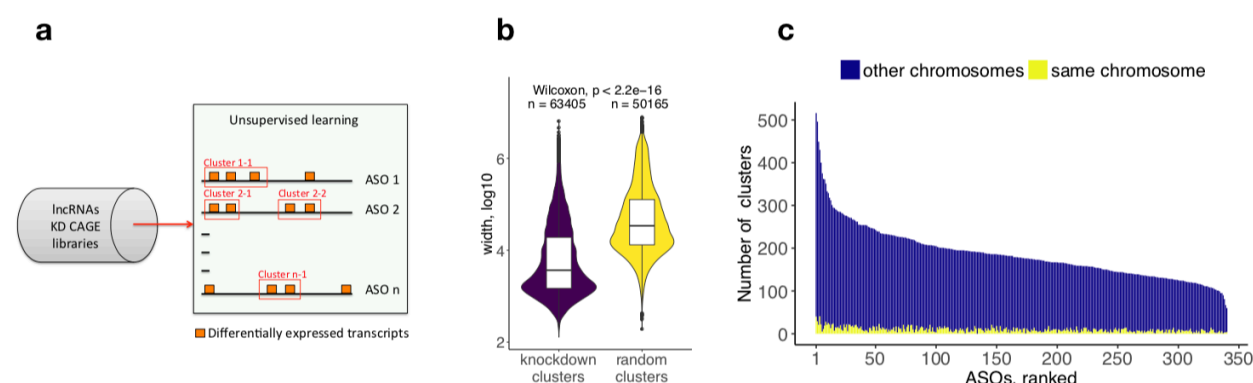 a
lncRNAs
KD CAGE
libraries
Unsupervised learning
Cluster 1-1
ASO 1
Cluster 2-1
Cluster 2-2
ASO 2
Cluster n-1
ASO n
Differentially expressed transcripts
b
Wilcoxon, p < 2.2e−16
n = 63405
n = 50165
width, log10
6
4
2
knockdown
clusters
random
clusters
c
other chromosomes
same chromosome
Number of clusters
500
400
300
200
100
0
1 50 100 150 200 250 300 350
ASOs, ranked